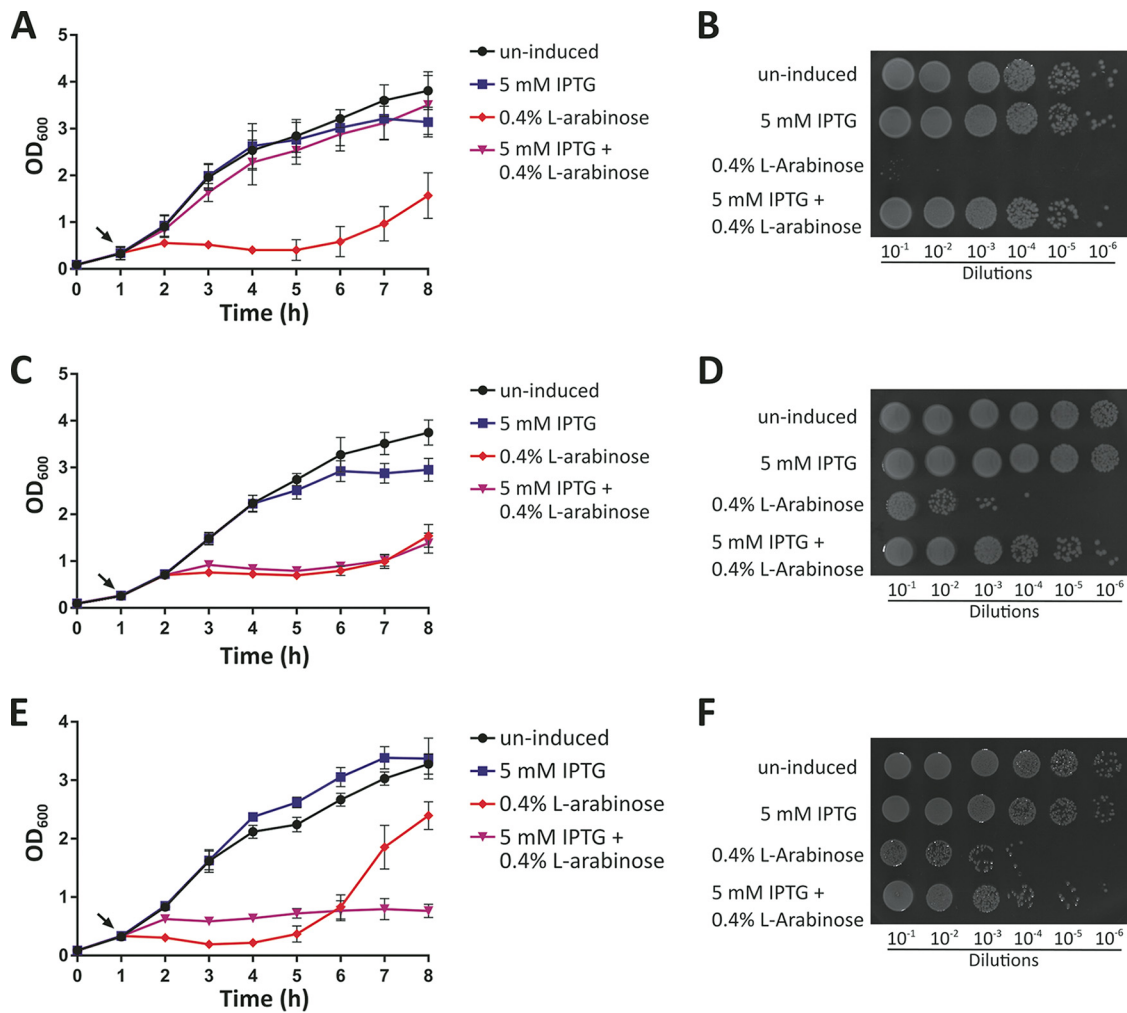 A
5
4
3
2
1
0
OD600
0 1 2 3 4 5 6 7 8
Time (h)
un-induced
5 mM IPTG
0.4% L-arabinose
5 mM IPTG +
0.4% L-arabinose
B
un-induced
5 mM IPTG
0.4% L-Arabinose
5 mM IPTG +
0.4% L-arabinose
10-1 10-2 10-3 10-4 10-5 10-6
Dilutions
C
5
4
3
2
1
0
OD600
0 1 2 3 4 5 6 7 8
Time (h)
un-induced
5 mM IPTG
0.4% L-arabinose
5 mM IPTG +
0.4% L-arabinose
D
un-induced
5 mM IPTG
0.4% L-Arabinose
5 mM IPTG +
0.4% L-Arabinose
10-1 10-2 10-3 10-4 10-5 10-6
Dilutions
E
4
3
2
1
0
OD600
0 1 2 3 4 5 6 7 8
Time (h)
un-induced
5 mM IPTG
0.4% L-arabinose
5 mM IPTG +
0.4% L-arabinose
F
un-induced
5 mM IPTG
0.4% L-Arabinose
5 mM IPTG +
0.4% L-Arabinose
10-1 10-2 10-3 10-4 10-5 10-6
Dilutions